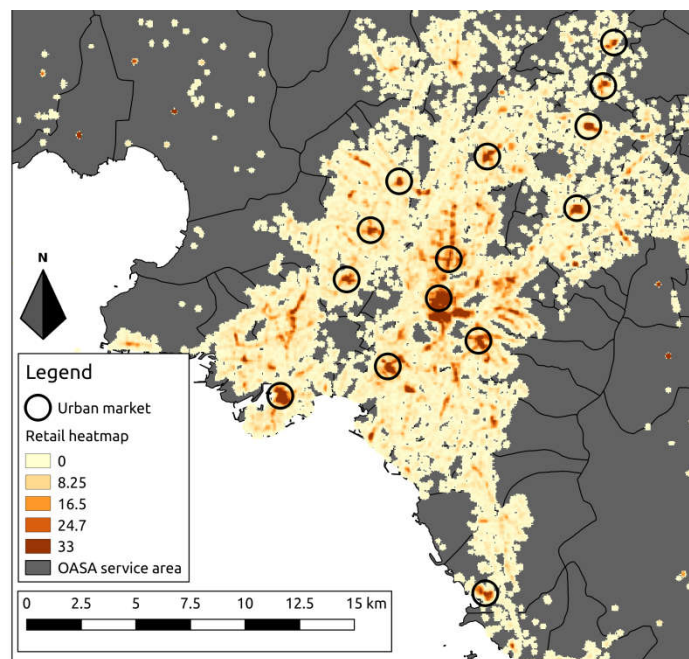 N
Legend
Urban market
Retail heatmap
0
8.25
16.5
24.7
33
OASA service area
0 2.5 5 7.5 10 12.5 15 km